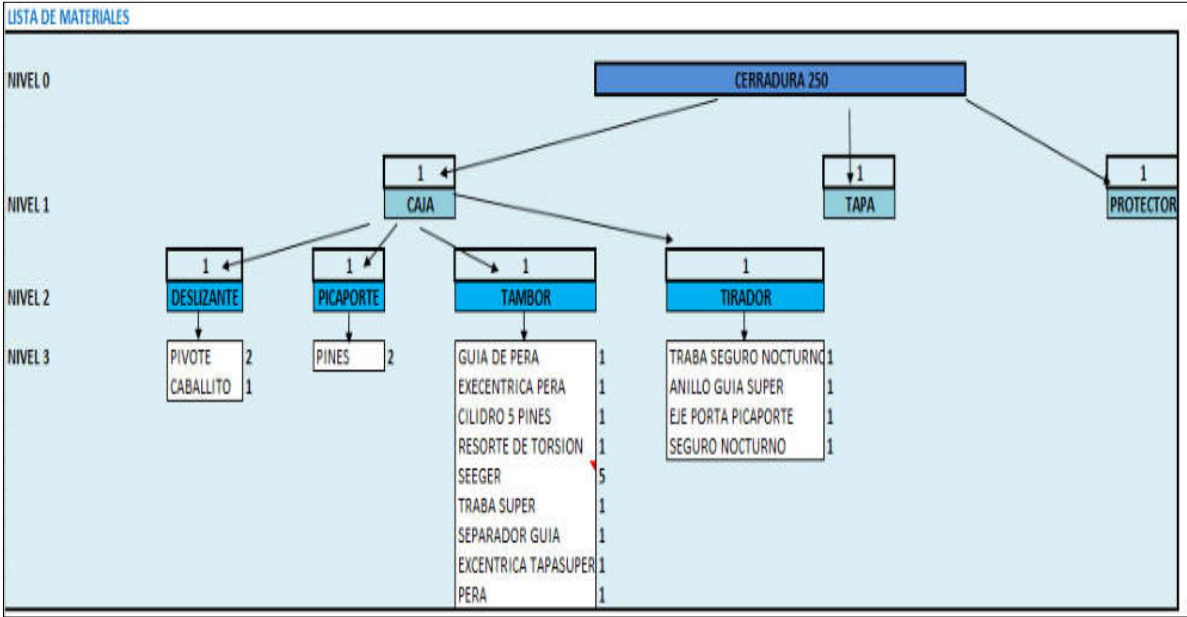 LISTA DE MATERIALES
NIVEL 0
CERRADURA 250
1
1
1
NIVEL 1
CAJA
TAPA
PROTECTOR
1
1
1
1
NIVEL 2
DESLIZANTE
PICAPORTE
TAMBOR
TIRADOR
NIVEL 3
PIVOTE 2
CABALLITO 1
PINES 2
GUIA DE PERA 1
EXECENTRICA PERA 1
CILIDRO 5 PINES 1
RESORTE DE TORSION 1
SEEGER 5
TRABA SUPER 1
SEPARADOR GUIA 1
EXCENTRICA TAPASUPER 1
PERA 1
TRABA SEGURO NOCTURNO 1
ANILLO GUIA SUPER 1
EJE PORTA PICAPORTE 1
SEGURO NOCTURNO 1